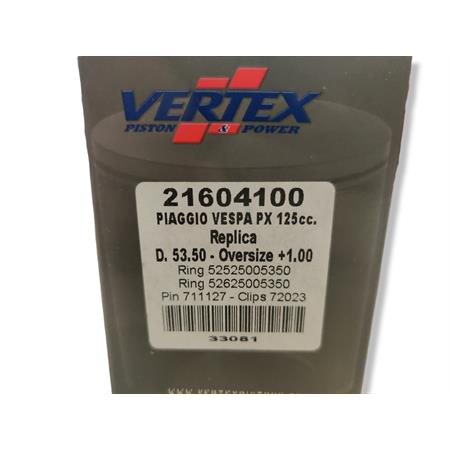 VERTEX
PISTON & POWER
21604100
PIAGGIO VESPA PX 125cc.
Replica
D. 53.50 - Oversize +1.00
Ring 52525005350
Ring 52625005350
Pin 711127 - Clips 72023
33081